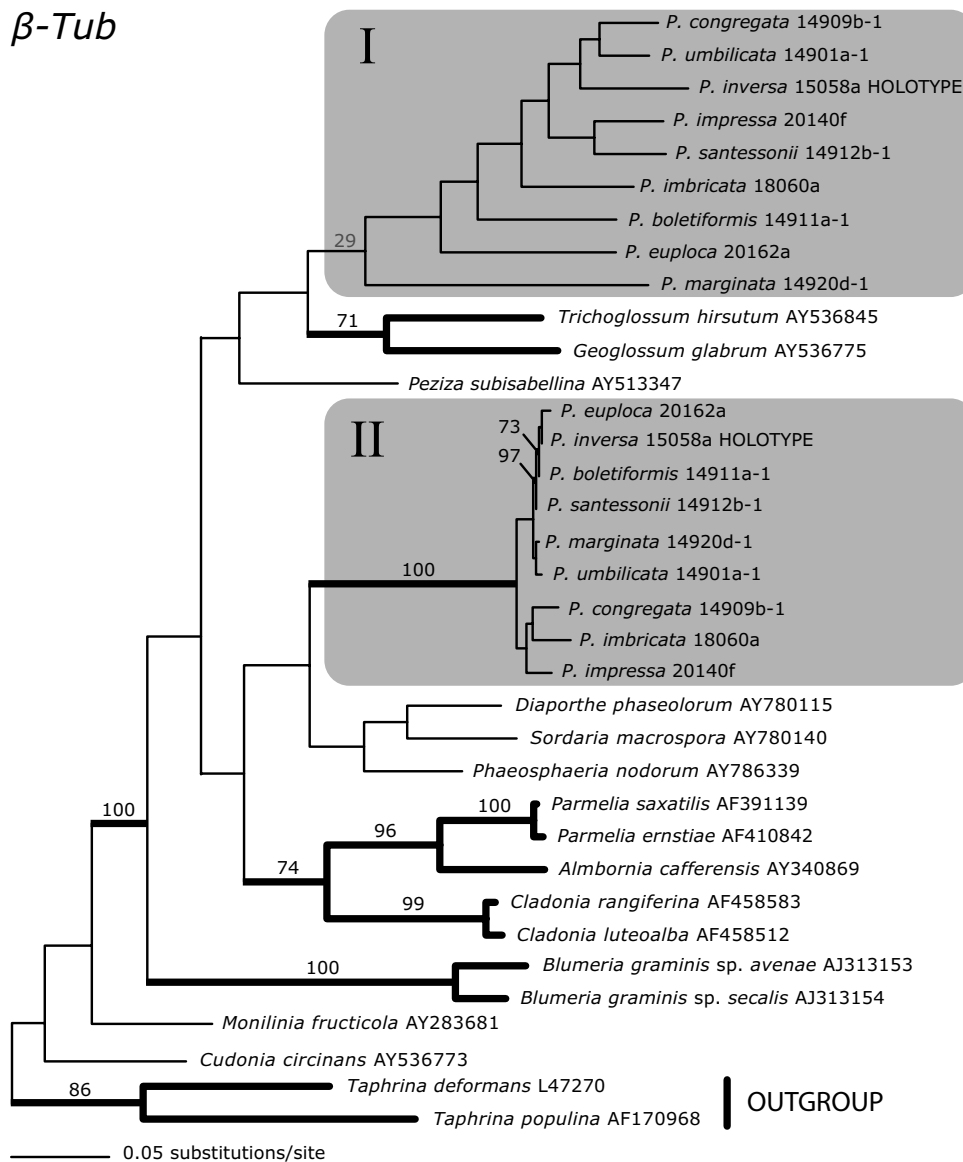 β-Tub
I
P. congregata 14909b-1
P. umbilicata 14901a-1
P. inversa 15058a HOLOTYPE
P. impressa 20140f
P. santessonii 14912b-1
P. imbricata 18060a
P. boletiformis 14911a-1
29
P. euploca 20162a
P. marginata 14920d-1
71
Trichoglossum hirsutum AY536845
Geoglossum glabrum AY536775
Peziza subisabellina AY513347
II
P. euploca 20162a
73
P. inversa 15058a HOLOTYPE
97
P. boletiformis 14911a-1
P. santessonii 14912b-1
P. marginata 14920d-1
100
P. umbilicata 14901a-1
P. congregata 14909b-1
P. imbricata 18060a
P. impressa 20140f
Diaporthe phaseolorum AY780115
Sordaria macrospora AY780140
Phaeosphaeria nodorum AY786339
100
100
Parmelia saxatilis AF391139
96
Parmelia ernstiae AF410842
74
Almbornia cafferensis AY340869
99
Cladonia rangiferina AF458583
Cladonia luteoalba AF458512
100
Blumeria graminis sp. avenae AJ313153
Blumeria graminis sp. secalis AJ313154
Monilinia fructicola AY283681
Cudonia circinans AY536773
86
Taphrina deformans L47270
OUTGROUP
Taphrina populina AF170968
0.05 substitutions/site